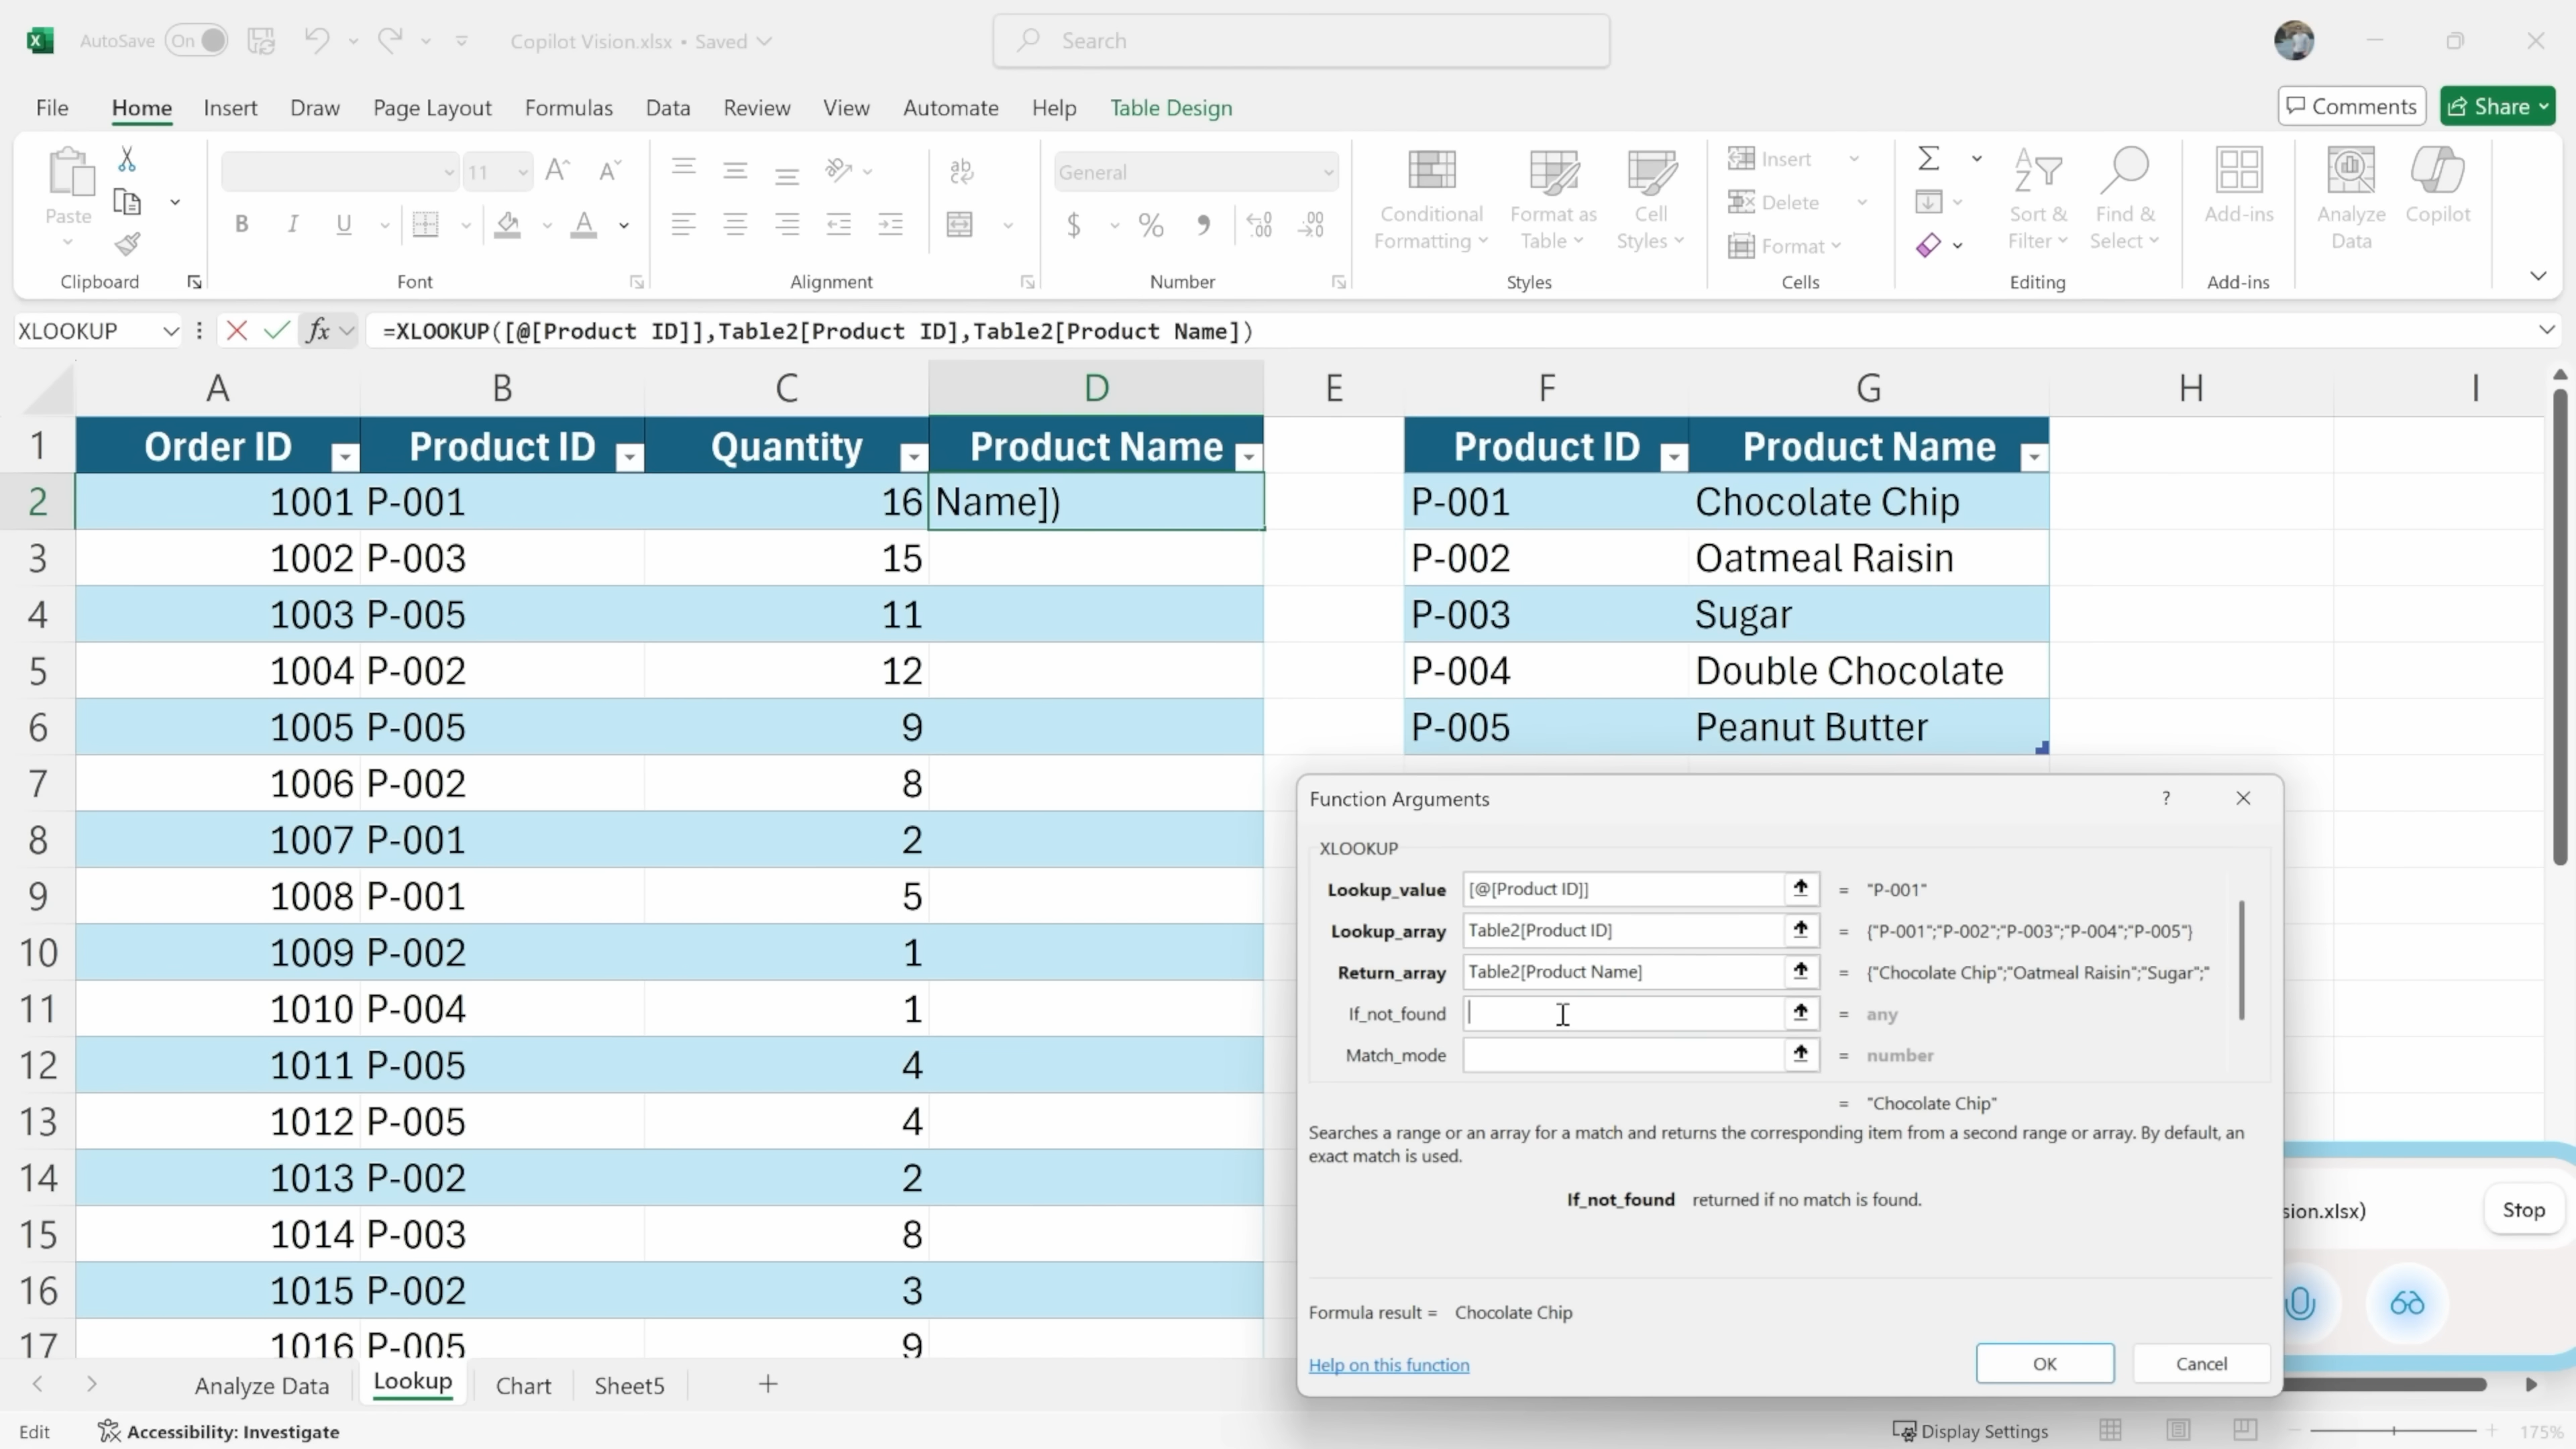 AutoSave On Copilot Vision.xlsx • Saved Search
File Home Insert Draw Page Layout Formulas Data Review View Automate Help Table Design Comments Share
Paste
Clipboard
11
B I U A
Font
ab
Alignment
General
$ % 9
Number
Conditional
Formatting
Format as
Table
Cell
Styles
Styles
Insert
Delete
Format
Cells
Sort &
Filter
Find &
Select
Editing
Add-ins
Add-ins
Analyze
Data
Copilot
XLOOKUP fx =XLOOKUP([@[Product ID]],Table2[Product ID],Table2[Product Name])
A B C D E F G H I
1 Order ID Product ID Quantity Product Name Product ID Product Name
2 1001 P-001 16 Name]) P-001 Chocolate Chip
3 1002 P-003 15 P-002 Oatmeal Raisin
4 1003 P-005 11 P-003 Sugar
5 1004 P-002 12 P-004 Double Chocolate
6 1005 P-005 9 P-005 Peanut Butter
7 1006 P-002 8
8 1007 P-001 2
9 1008 P-001 5
10 1009 P-002 1
11 1010 P-004 1
12 1011 P-005 4
13 1012 P-005 4
14 1013 P-002 2
15 1014 P-003 8
16 1015 P-002 3
17 1016 P-005 9
Function Arguments ?
XLOOKUP
Lookup_value [@[Product ID]] = "P-001"
Lookup_array Table2[Product ID] = {"P-001";"P-002";"P-003";"P-004";"P-005"}
Return_array Table2[Product Name] = {"Chocolate Chip";"Oatmeal Raisin";"Sugar";"
If_not_found = any
Match_mode = number
= "Chocolate Chip"
Searches a range or an array for a match and returns the corresponding item from a second range or array. By default, an
exact match is used.
If_not_found returned if no match is found.
Formula result = Chocolate Chip
Help on this function OK Cancel
sion.xlsx) Stop
Analyze Data Lookup Chart Sheet5
Edit Accessibility: Investigate Display Settings 175%